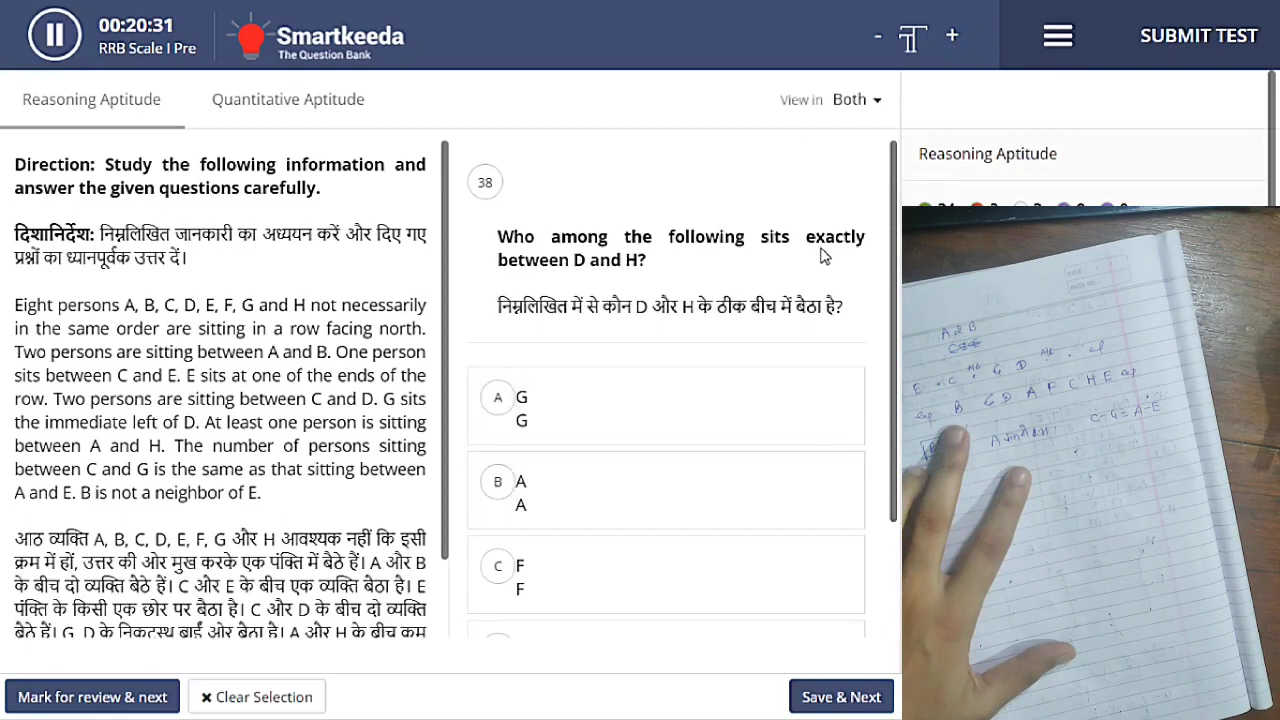 00:20:31
RRB Scale I Pre
Smartkeeda
The Question Bank
- T +
SUBMIT TEST
Reasoning Aptitude
Quantitative Aptitude
View in Both
Reasoning Aptitude
Direction: Study the following information and
answer the given questions carefully.
दिशानिर्देश: निम्नलिखित जानकारी का अध्ययन करें और दिए गए
प्रश्नों का ध्यानपूर्वक उत्तर दें।
Eight persons A, B, C, D, E, F, G and H not necessarily
in the same order are sitting in a row facing north.
Two persons are sitting between A and B. One person
sits between C and E. E sits at one of the ends of the
row. Two persons are sitting between C and D. G sits
the immediate left of D. At least one person is sitting
between A and H. The number of persons sitting
between C and G is the same as that sitting between
A and E. B is not a neighbor of E.
आठ व्यक्ति A, B, C, D, E, F, G और H आवश्यक नहीं कि इसी
क्रम में हों, उत्तर की ओर मुख करके एक पंक्ति में बैठे हैं। A और B
के बीच दो व्यक्ति बैठे हैं। C और E के बीच एक व्यक्ति बैठा है। E
पंक्ति के किसी एक छोर पर बैठा है। C और D के बीच दो व्यक्ति
बैठे हैं। G, D के निकटस्थ बाईं ओर बैठा है। A और H के बीच कम
38
Who among the following sits exactly
between D and H?
निम्नलिखित में से कौन D और H के ठीक बीच में बैठा है?
A G
G
B A
A
C F
F
Mark for review & next
× Clear Selection
Save & Next
DATE
PAGE NO.
E . C
G D
B G D A F C H E
C-G = A-E